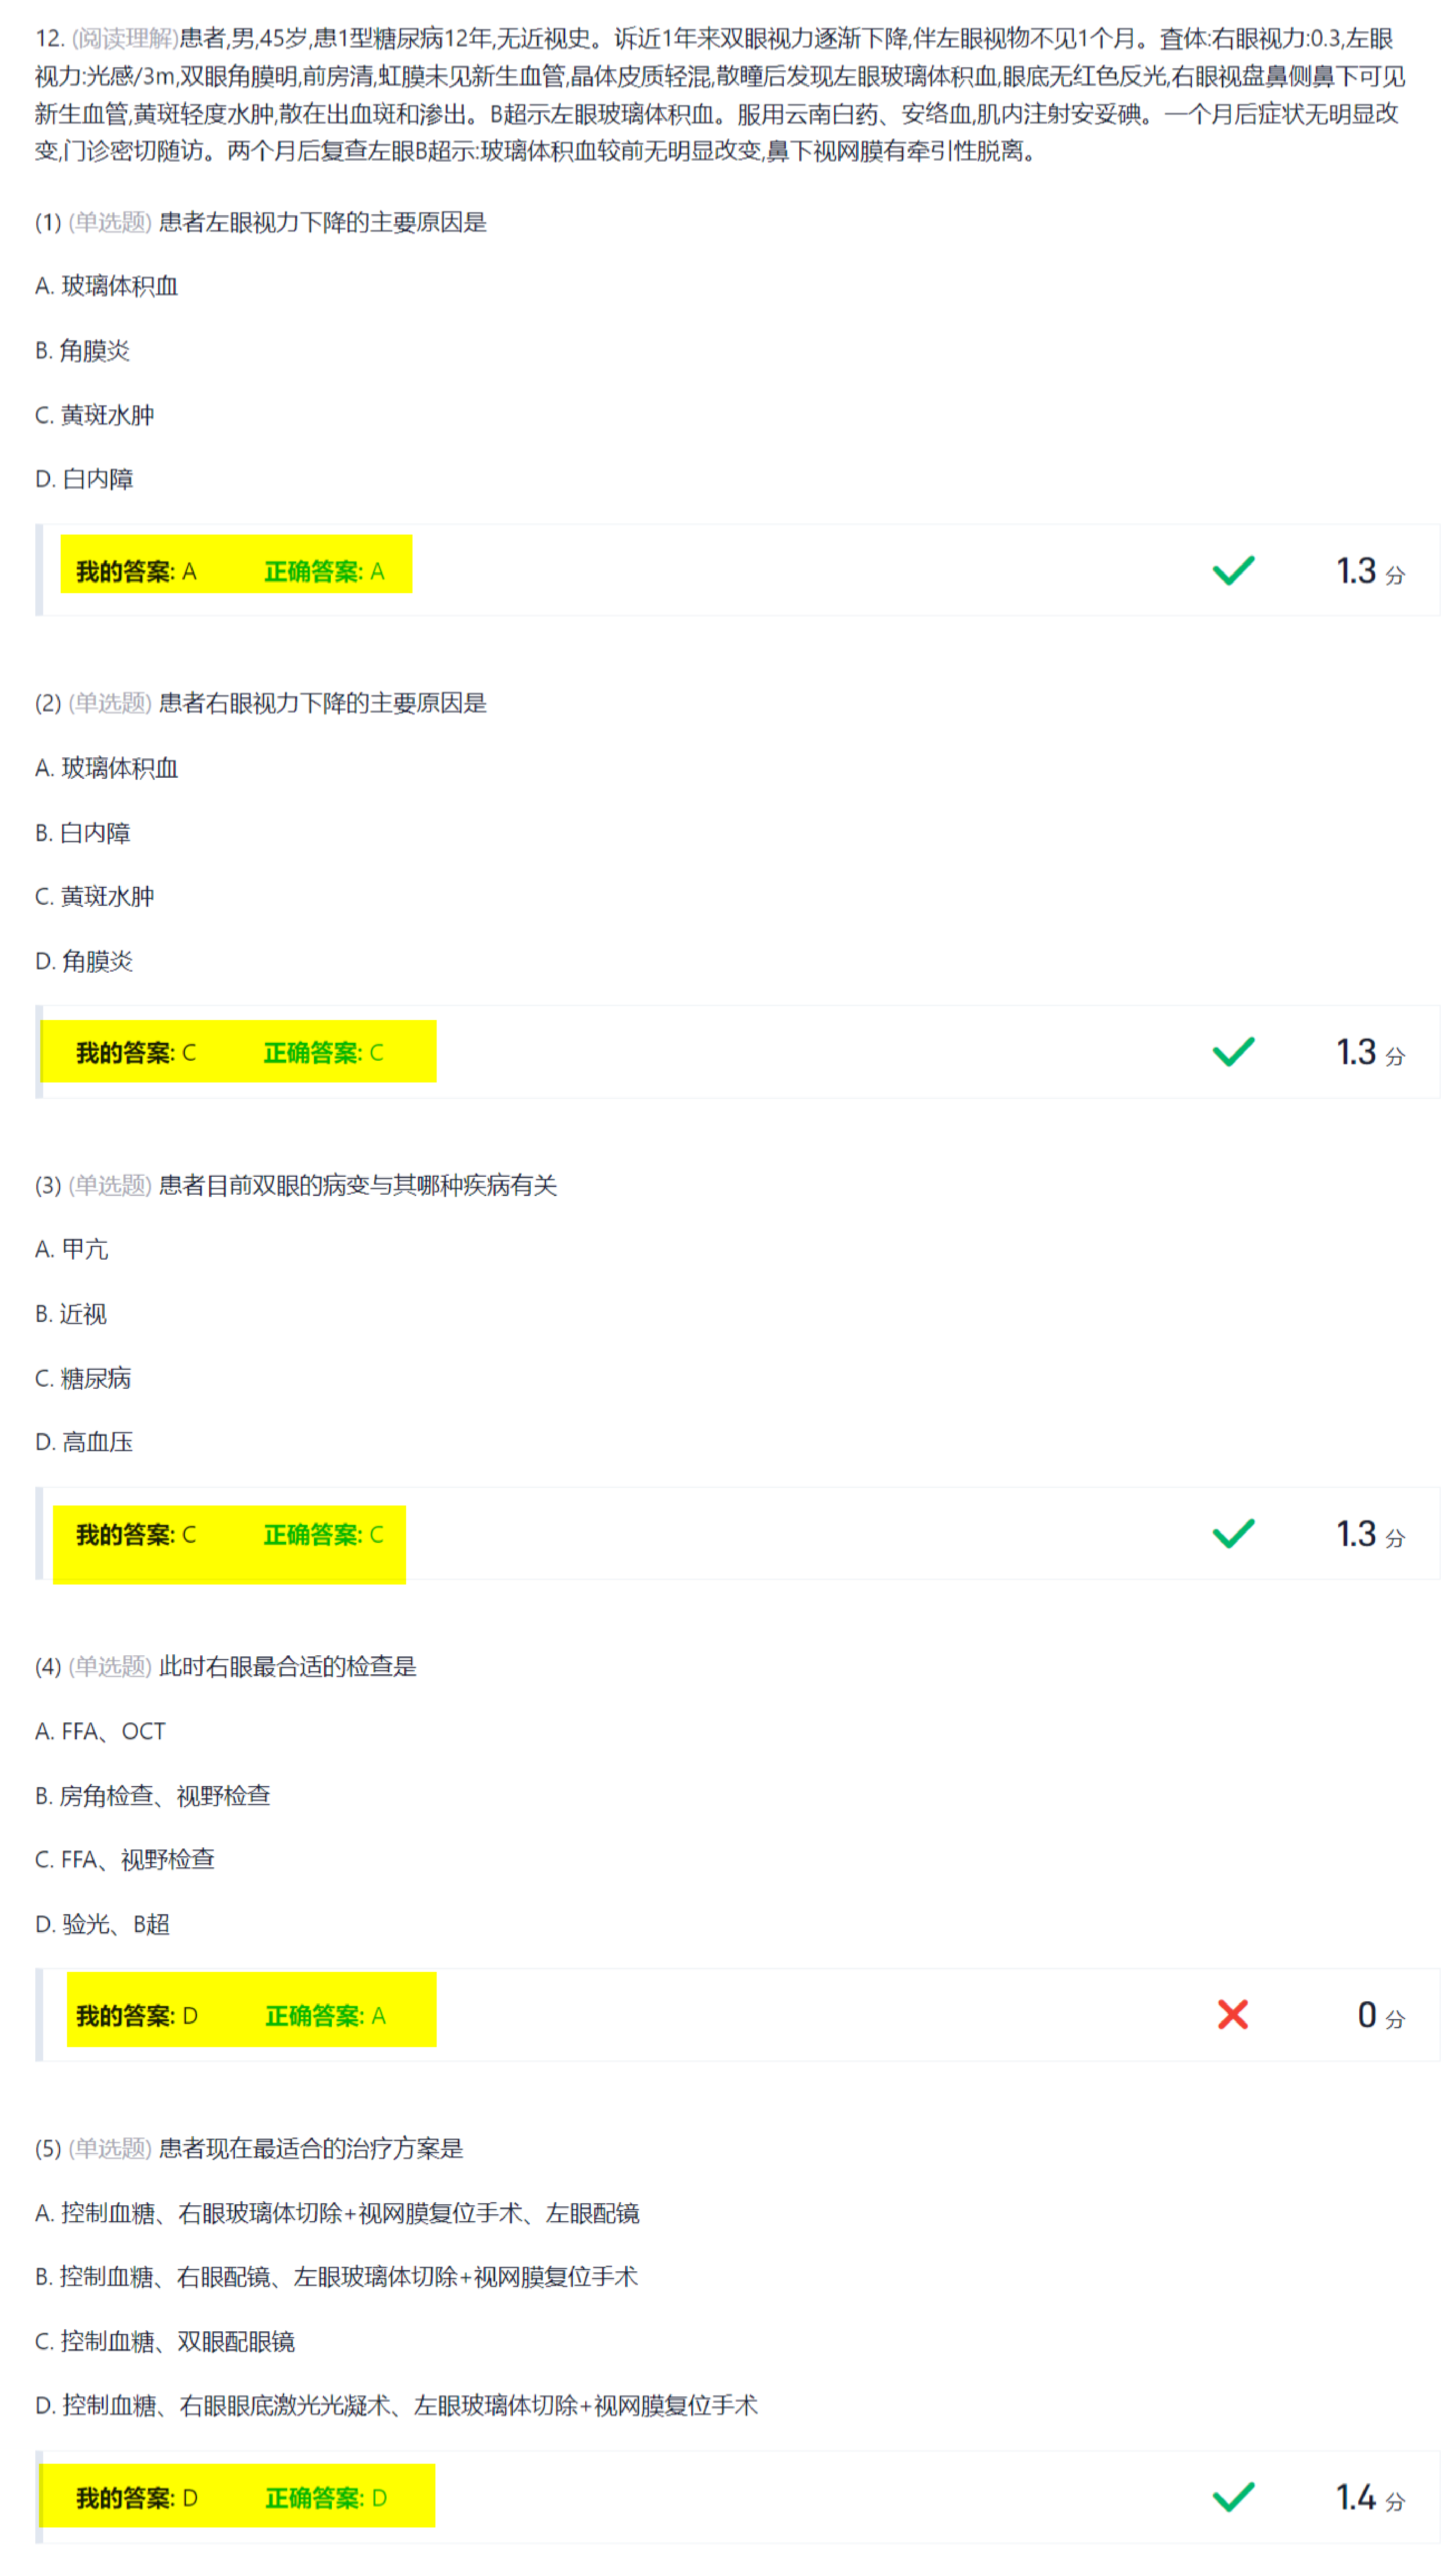 12. (阅读理解)患者,男,45岁,患1型糖尿病12年,无近视史。诉近1年来双眼视力逐渐下降,伴左眼视物不见1个月。查体:右眼视力:0.3,左眼
视力:光感/3m,双眼角膜明,前房清,虹膜未见新生血管,晶体皮质轻混,散瞳后发现左眼玻璃体积血,眼底无红色反光,右眼视盘鼻侧鼻下可见
新生血管,黄斑轻度水肿,散在出血斑和渗出。B超示左眼玻璃体积血。服用云南白药、安络血,肌内注射安妥碘。一个月后症状无明显改
变,门诊密切随访。两个月后复查左眼B超示:玻璃体积血较前无明显改变,鼻下视网膜有牵引性脱离。
(1) (单选题) 患者左眼视力下降的主要原因是
A. 玻璃体积血
B. 角膜炎
C. 黄斑水肿
D. 白内障
我的答案: A 正确答案: A 1.3 分
(2) (单选题) 患者右眼视力下降的主要原因是
A. 玻璃体积血
B. 白内障
C. 黄斑水肿
D. 角膜炎
我的答案: C 正确答案: C 1.3 分
(3) (单选题) 患者目前双眼的病变与其哪种疾病有关
A. 甲亢
B. 近视
C. 糖尿病
D. 高血压
我的答案: C 正确答案: C 1.3 分
(4) (单选题) 此时右眼最合适的检查是
A. FFA、OCT
B. 房角检查、视野检查
C. FFA、视野检查
D. 验光、B超
我的答案: D 正确答案: A 0 分
(5) (单选题) 患者现在最适合的治疗方案是
A. 控制血糖、右眼玻璃体切除+视网膜复位手术、左眼配镜
B. 控制血糖、右眼配镜、左眼玻璃体切除+视网膜复位手术
C. 控制血糖、双眼配眼镜
D. 控制血糖、右眼眼底激光光凝术、左眼玻璃体切除+视网膜复位手术
我的答案: D 正确答案: D 1.4 分